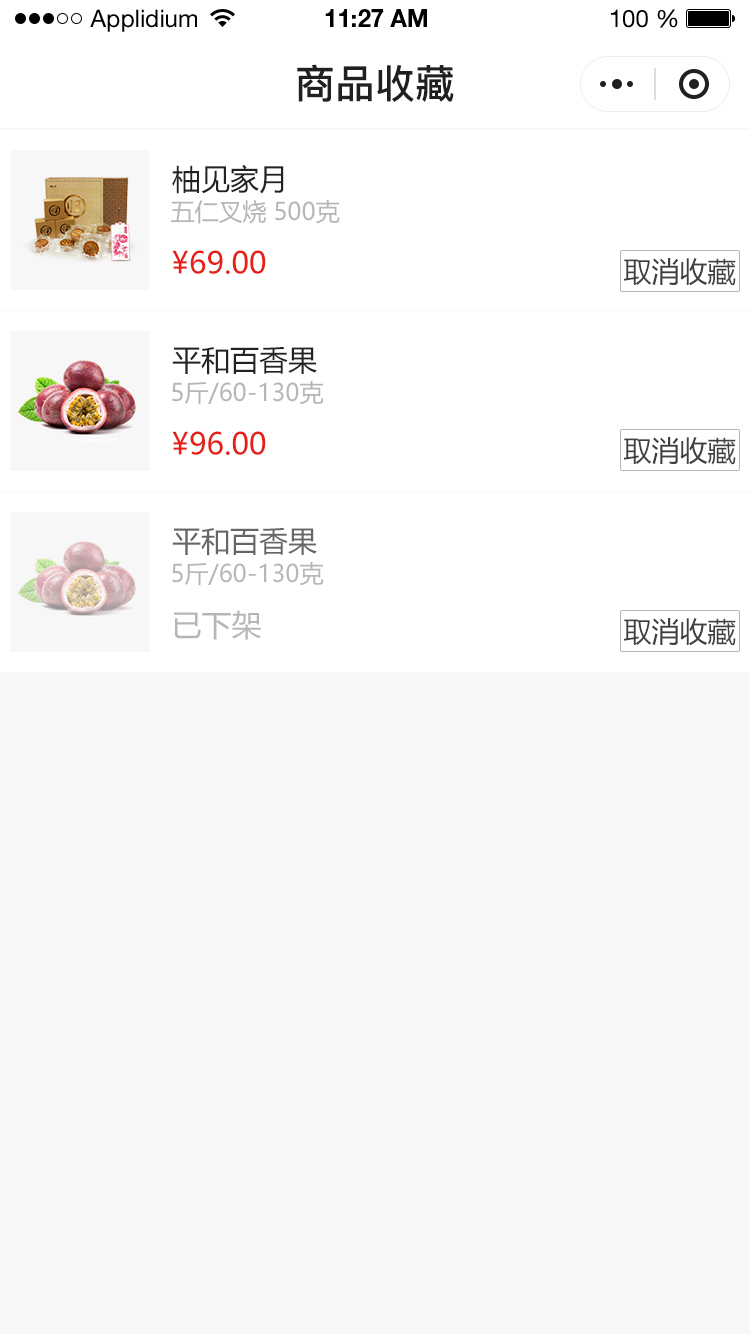 Applidium 11:27 AM 100 %
商品收藏
柚见家月
五仁叉烧 500克
¥69.00
取消收藏
平和百香果
5斤/60-130克
¥96.00
取消收藏
平和百香果
5斤/60-130克
已下架
取消收藏